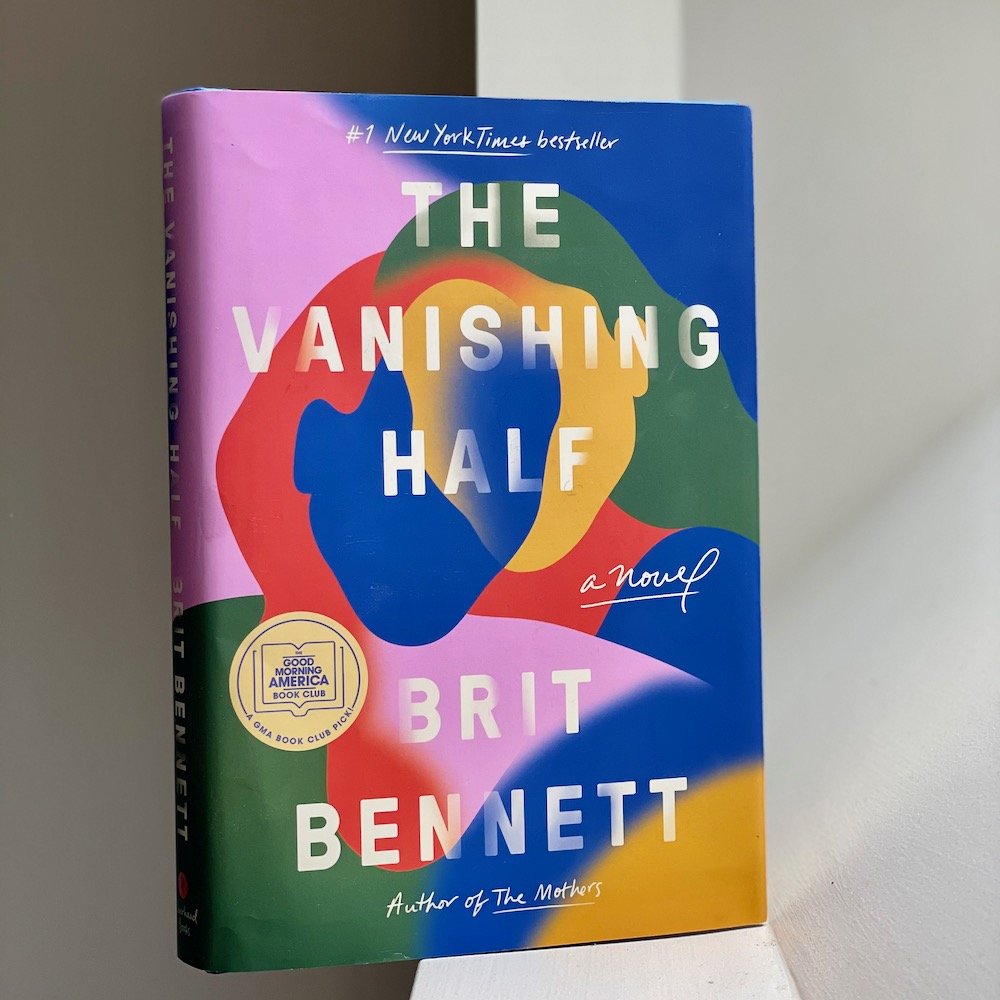 #1 New York Times bestseller
THE
VANISHING
HALF
a novel
THE
GOOD
MORNING
AMERICA
BOOK CLUB
A GMA BOOK CLUB PICK!
BRIT
BENNETT
Author of The Mothers
THE VANISHING HALF BRIT BENNETT